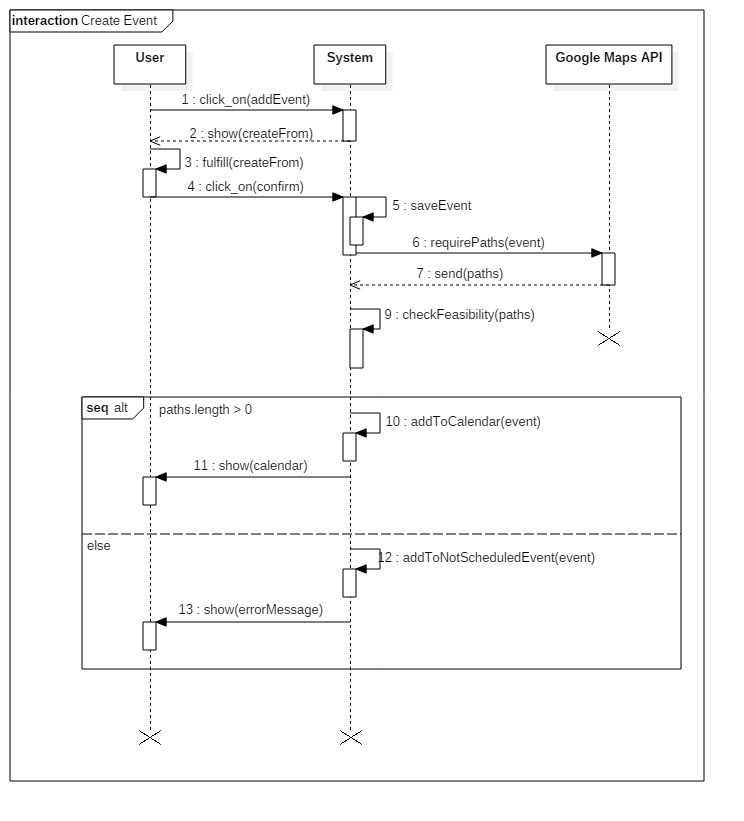 interaction Create Event
User
System
Google Maps API
1 : click_on(addEvent)
2 : show(createFrom)
3 : fulfill(createFrom)
4 : click_on(confirm)
5 : saveEvent
6 : requirePaths(event)
7 : send(paths)
9 : checkFeasibility(paths)
seq alt
paths.length > 0
10 : addToCalendar(event)
11 : show(calendar)
else
12 : addToNotScheduledEvent(event)
13 : show(errorMessage)